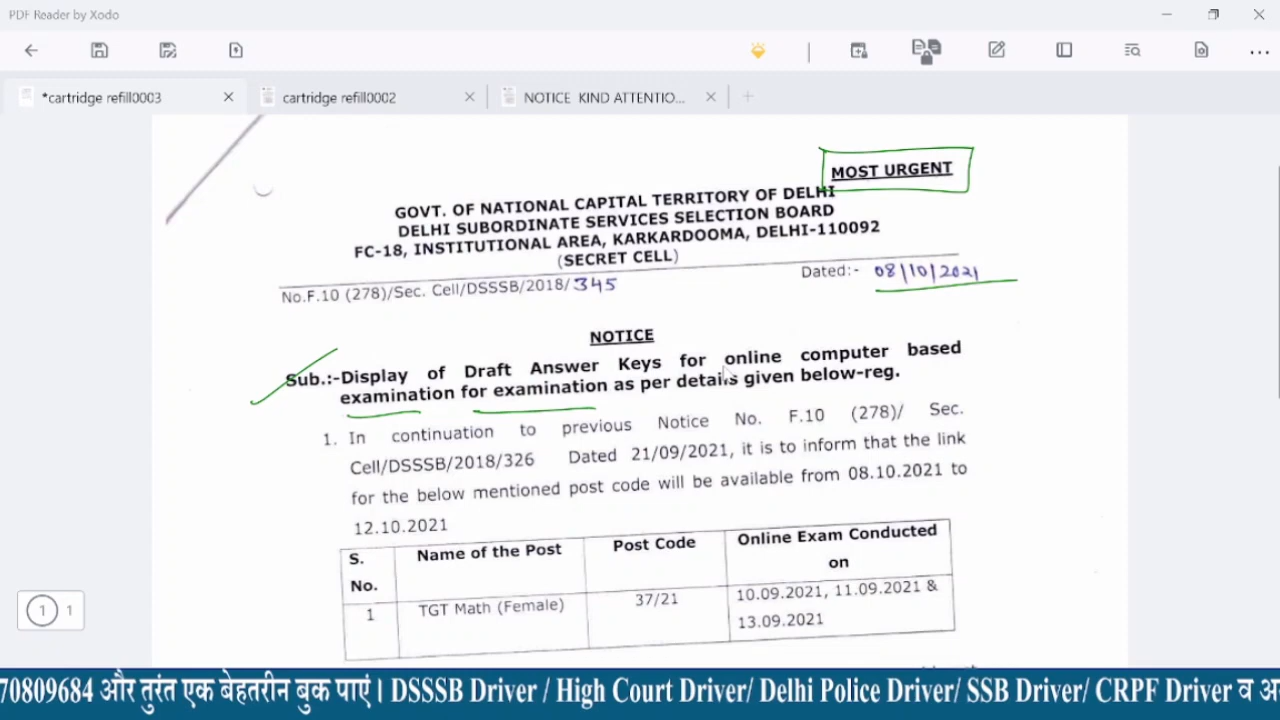 PDF Reader by Xodo
*cartridge refill0003
cartridge refill0002
NOTICE KIND ATTENTIO...
MOST URGENT
GOVT. OF NATIONAL CAPITAL TERRITORY OF DELHI
DELHI SUBORDINATE SERVICES SELECTION BOARD
FC-18, INSTITUTIONAL AREA, KARKARDOOMA, DELHI-110092
(SECRET CELL)
No.F.10 (278)/Sec. Cell/DSSSB/2018/345 Dated:- 08/10/2021
NOTICE
Sub.:-Display of Draft Answer Keys for online computer based
examination for examination as per details given below-reg.
1. In continuation to previous Notice No. F.10 (278)/ Sec.
Cell/DSSSB/2018/326 Dated 21/09/2021, it is to inform that the link
for the below mentioned post code will be available from 08.10.2021 to
12.10.2021
S. No. Name of the Post Post Code Online Exam Conducted on
1 TGT Math (Female) 37/21 10.09.2021, 11.09.2021 & 13.09.2021
1 1
70809684 और तुरंत एक बेहतरीन बुक पाएं। DSSSB Driver / High Court Driver/ Delhi Police Driver/ SSB Driver/ CRPF Driver व